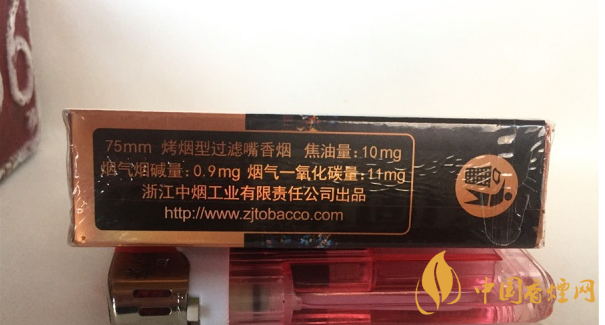 75mm 烤烟型过滤嘴香烟 焦油量:10mg
烟气烟碱量:0.9mg 烟气一氧化碳量:11mg
浙江中烟工业有限责任公司出品
http://www.zjtobacco.com
中国香烟网